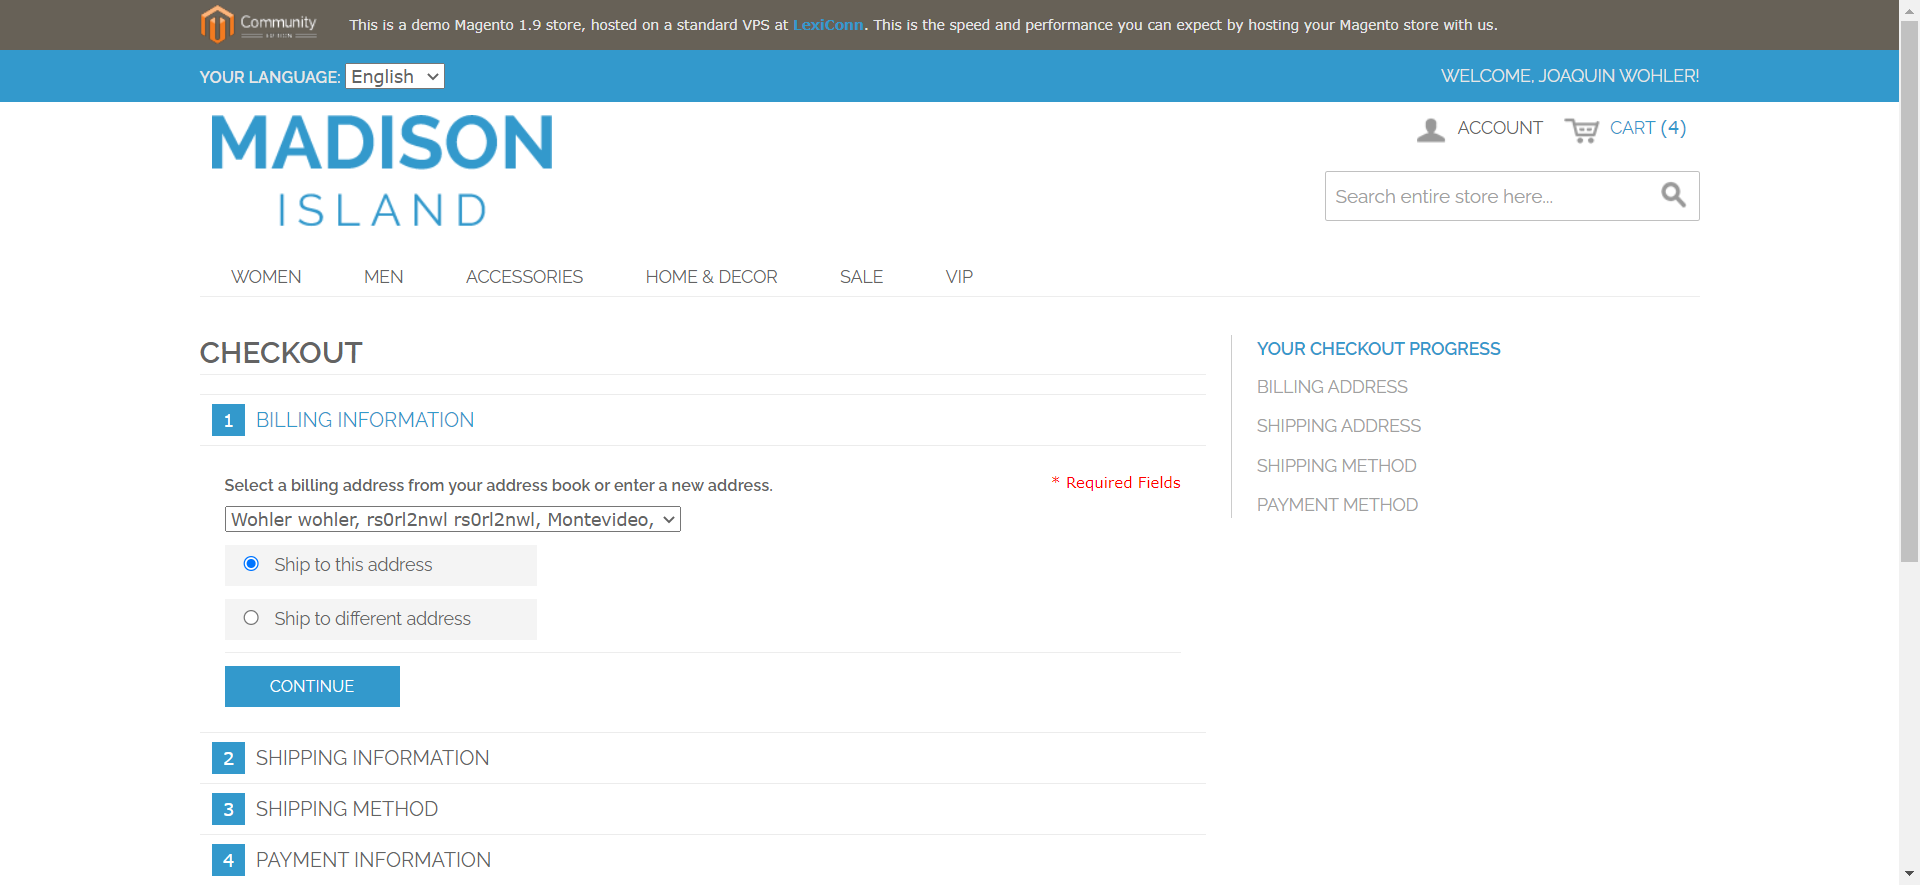 Community
This is a demo Magento 1.9 store, hosted on a standard VPS at LexiConn. This is the speed and performance you can expect by hosting your Magento store with us.
YOUR LANGUAGE: English
WELCOME, JOAQUIN WOHLER!
MADISON
ISLAND
ACCOUNT
CART (4)
Search entire store here...
WOMEN MEN ACCESSORIES HOME & DECOR SALE VIP
CHECKOUT
1 BILLING INFORMATION
Select a billing address from your address book or enter a new address.
* Required Fields
Wohler wohler, rs0rl2nwl rs0rl2nwl, Montevideo,
Ship to this address
Ship to different address
CONTINUE
2 SHIPPING INFORMATION
3 SHIPPING METHOD
4 PAYMENT INFORMATION
YOUR CHECKOUT PROGRESS
BILLING ADDRESS
SHIPPING ADDRESS
SHIPPING METHOD
PAYMENT METHOD